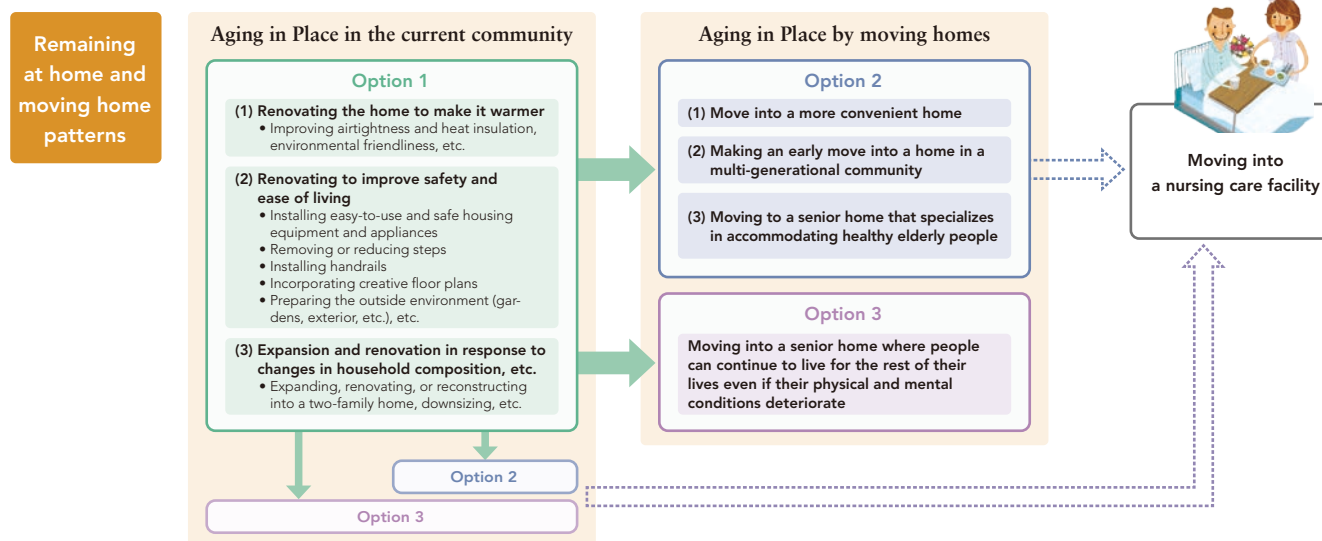 Remaining
at home and
moving home
patterns
Aging in Place in the current community
Option 1
(1) Renovating the home to make it warmer
• Improving airtightness and heat insulation,
environmental friendliness, etc.
(2) Renovating to improve safety and
ease of living
• Installing easy-to-use and safe housing
equipment and appliances
• Removing or reducing steps
• Installing handrails
• Incorporating creative floor plans
• Preparing the outside environment (gar-
dens, exterior, etc.), etc.
(3) Expansion and renovation in response to
changes in household composition, etc.
• Expanding, renovating, or reconstructing
into a two-family home, downsizing, etc.
Option 2
Option 3
Aging in Place by moving homes
Option 2
(1) Move into a more convenient home
(2) Making an early move into a home in a
multi-generational community
(3) Moving to a senior home that specializes
in accommodating healthy elderly people
Option 3
Moving into a senior home where people
can continue to live for the rest of their
lives even if their physical and mental
conditions deteriorate
Moving into
a nursing care facility